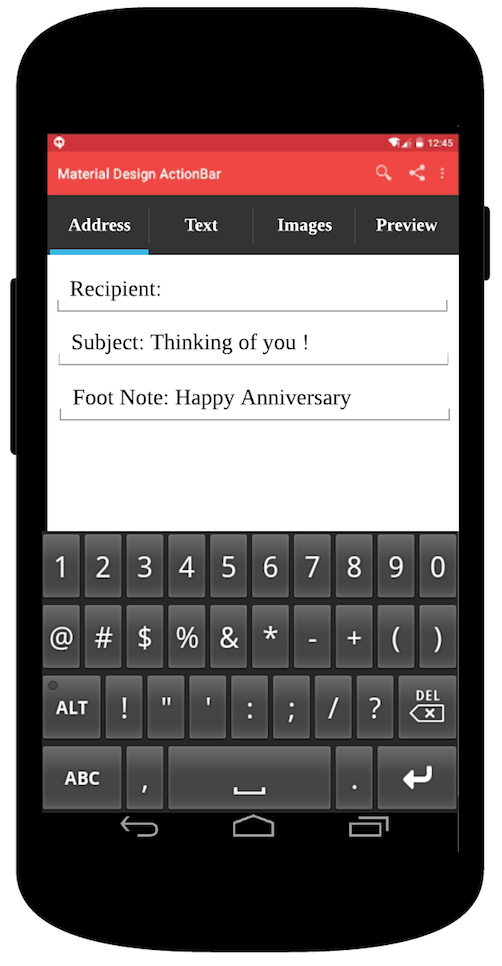 12:45
Material Design ActionBar
Address Text Images Preview
Recipient:
Subject: Thinking of you !
Foot Note: Happy Anniversary
1 2 3 4 5 6 7 8 9 0
@ # $ % & * - + ( )
ALT ! " ' : ; / ? DEL
ABC , .